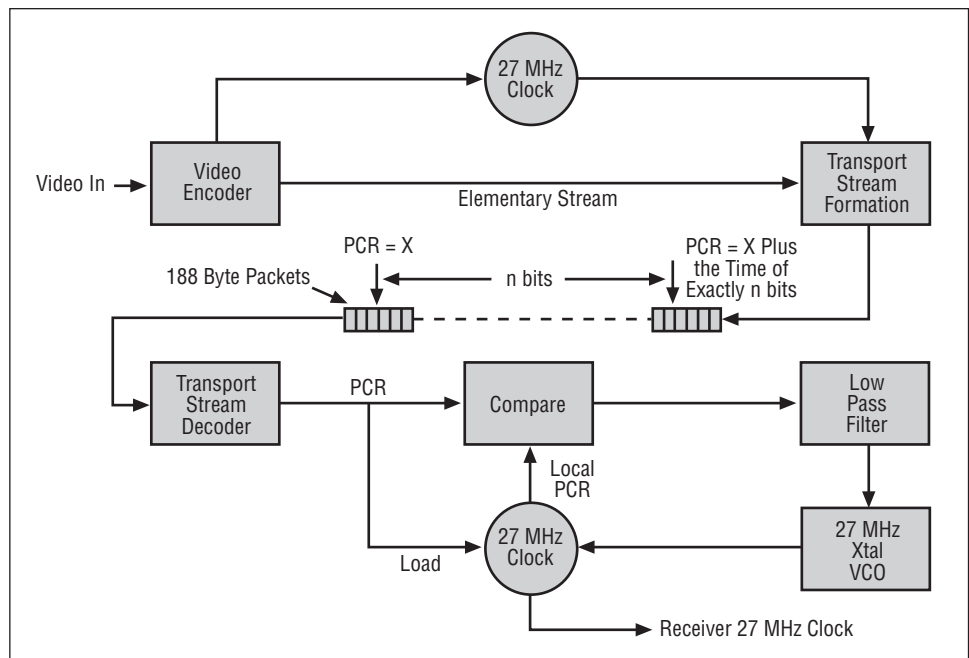 27 MHz
Clock
Video In
Video
Encoder
Elementary Stream
Transport
Stream
Formation
188 Byte Packets
PCR = X
n bits
PCR = X Plus
the Time of
Exactly n bits
Transport
Stream
Decoder
PCR
Compare
Low
Pass
Filter
Local
PCR
Load
27 MHz
Clock
27 MHz
Xtal
VCO
Receiver 27 MHz Clock